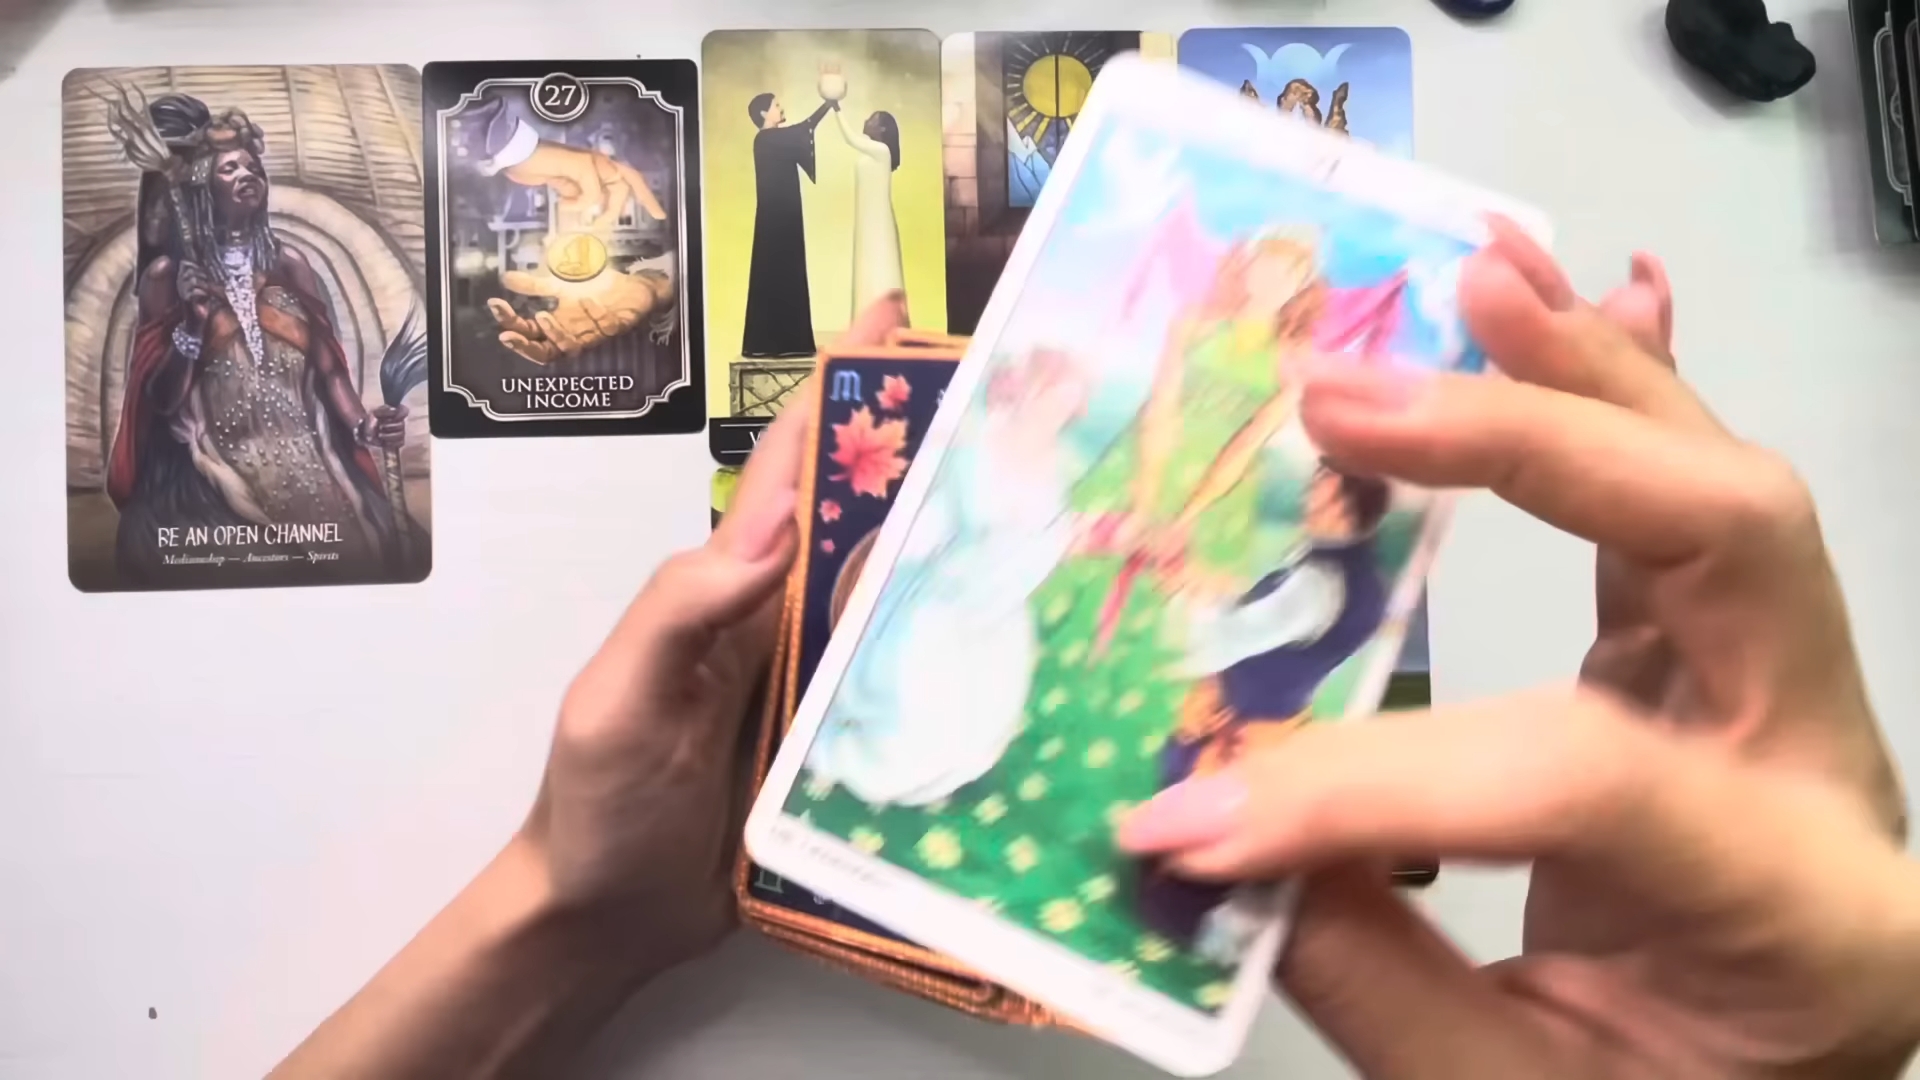 BE AN OPEN CHANNEL
Mediumship — Ancestors — Spirits
27
UNEXPECTED
INCOME